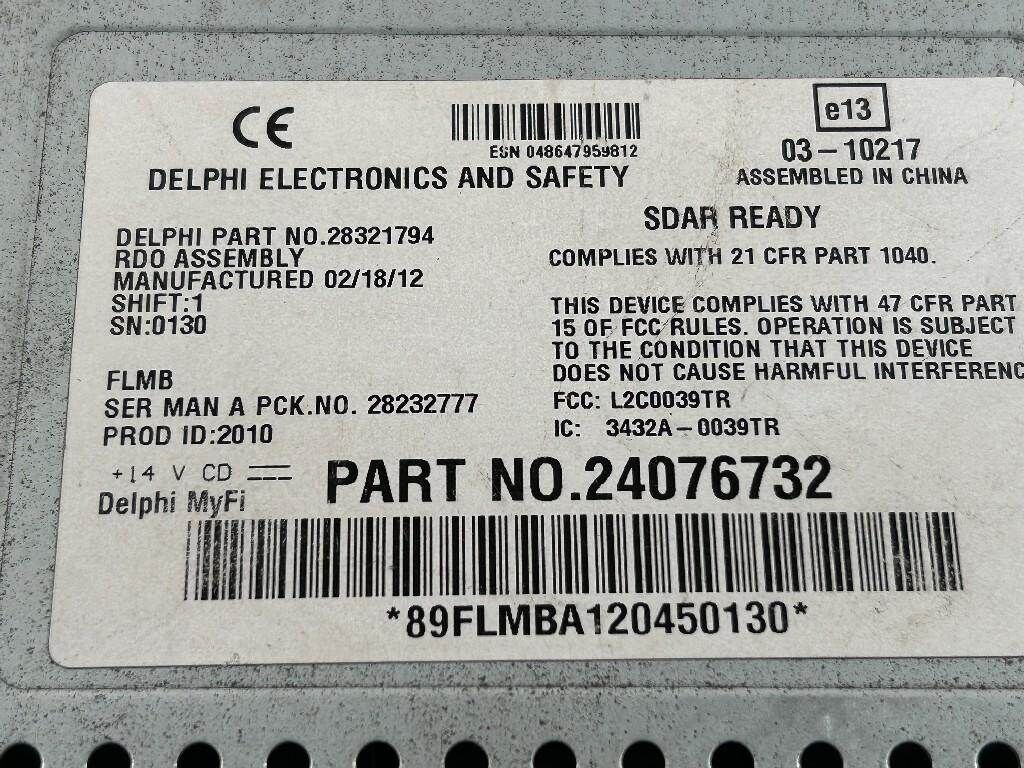 CE
ESN 048647959812
DELPHI ELECTRONICS AND SAFETY
e13
03-10217
ASSEMBLED IN CHINA
DELPHI PART NO.28321794
RDO ASSEMBLY
MANUFACTURED 02/18/12
SHIFT:1
SN:0130
FLMB
SER MAN A PCK.NO. 28232777
PROD ID:2010
SDAR READY
COMPLIES WITH 21 CFR PART 1040.
THIS DEVICE COMPLIES WITH 47 CFR PART
15 OF FCC RULES. OPERATION IS SUBJECT
TO THE CONDITION THAT THIS DEVICE
DOES NOT CAUSE HARMFUL INTERFERENC
FCC: L2C0039TR
IC: 3432A-0039TR
+14 V CD
Delphi MyFi
PART NO.24076732
*89FLMBA120450130*